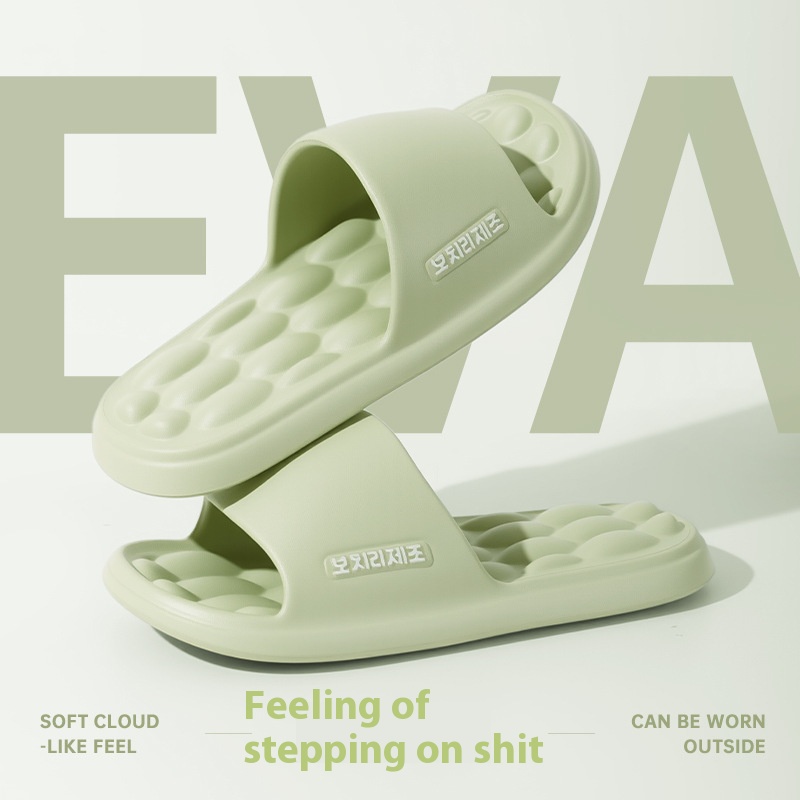 EVA
보치리제조
보치리제조
SOFT CLOUD
-LIKE FEEL
Feeling of
stepping on shit
CAN BE WORN
OUTSIDE